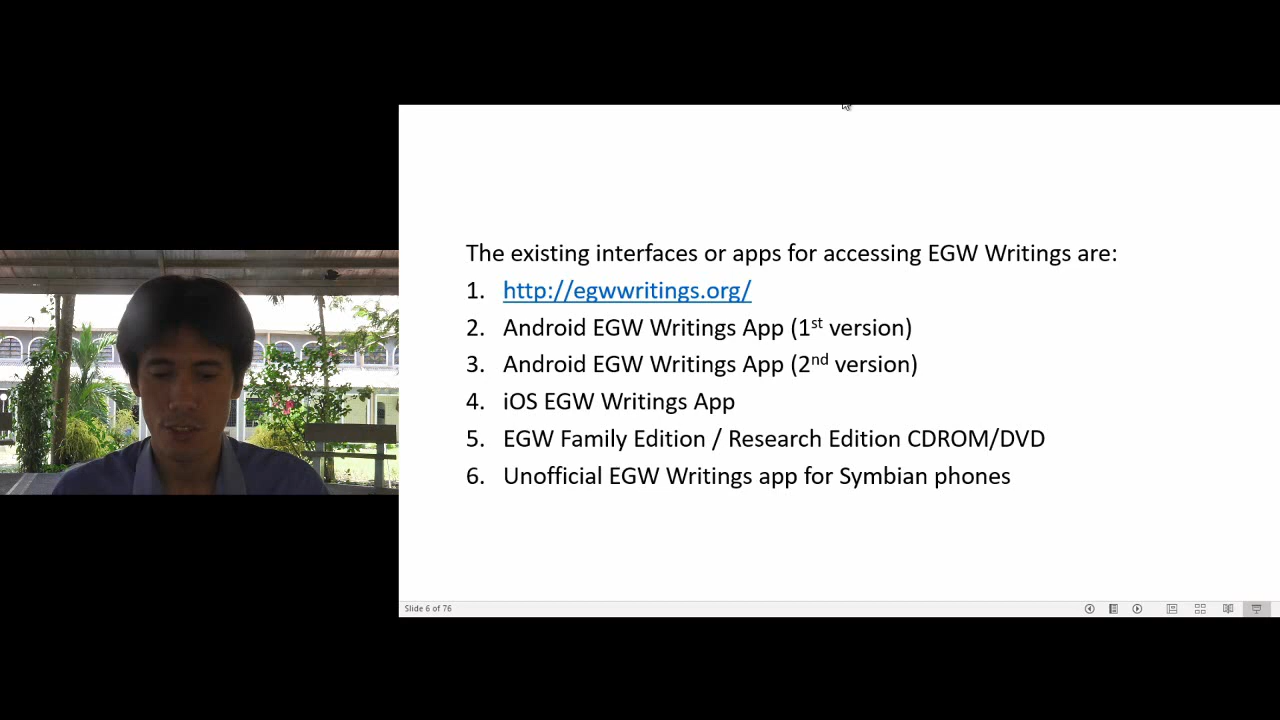 The existing interfaces or apps for accessing EGW Writings are:
1. http://egwwritings.org/
2. Android EGW Writings App (1st version)
3. Android EGW Writings App (2nd version)
4. iOS EGW Writings App
5. EGW Family Edition / Research Edition CDROM/DVD
6. Unofficial EGW Writings app for Symbian phones
Slide 6 of 76